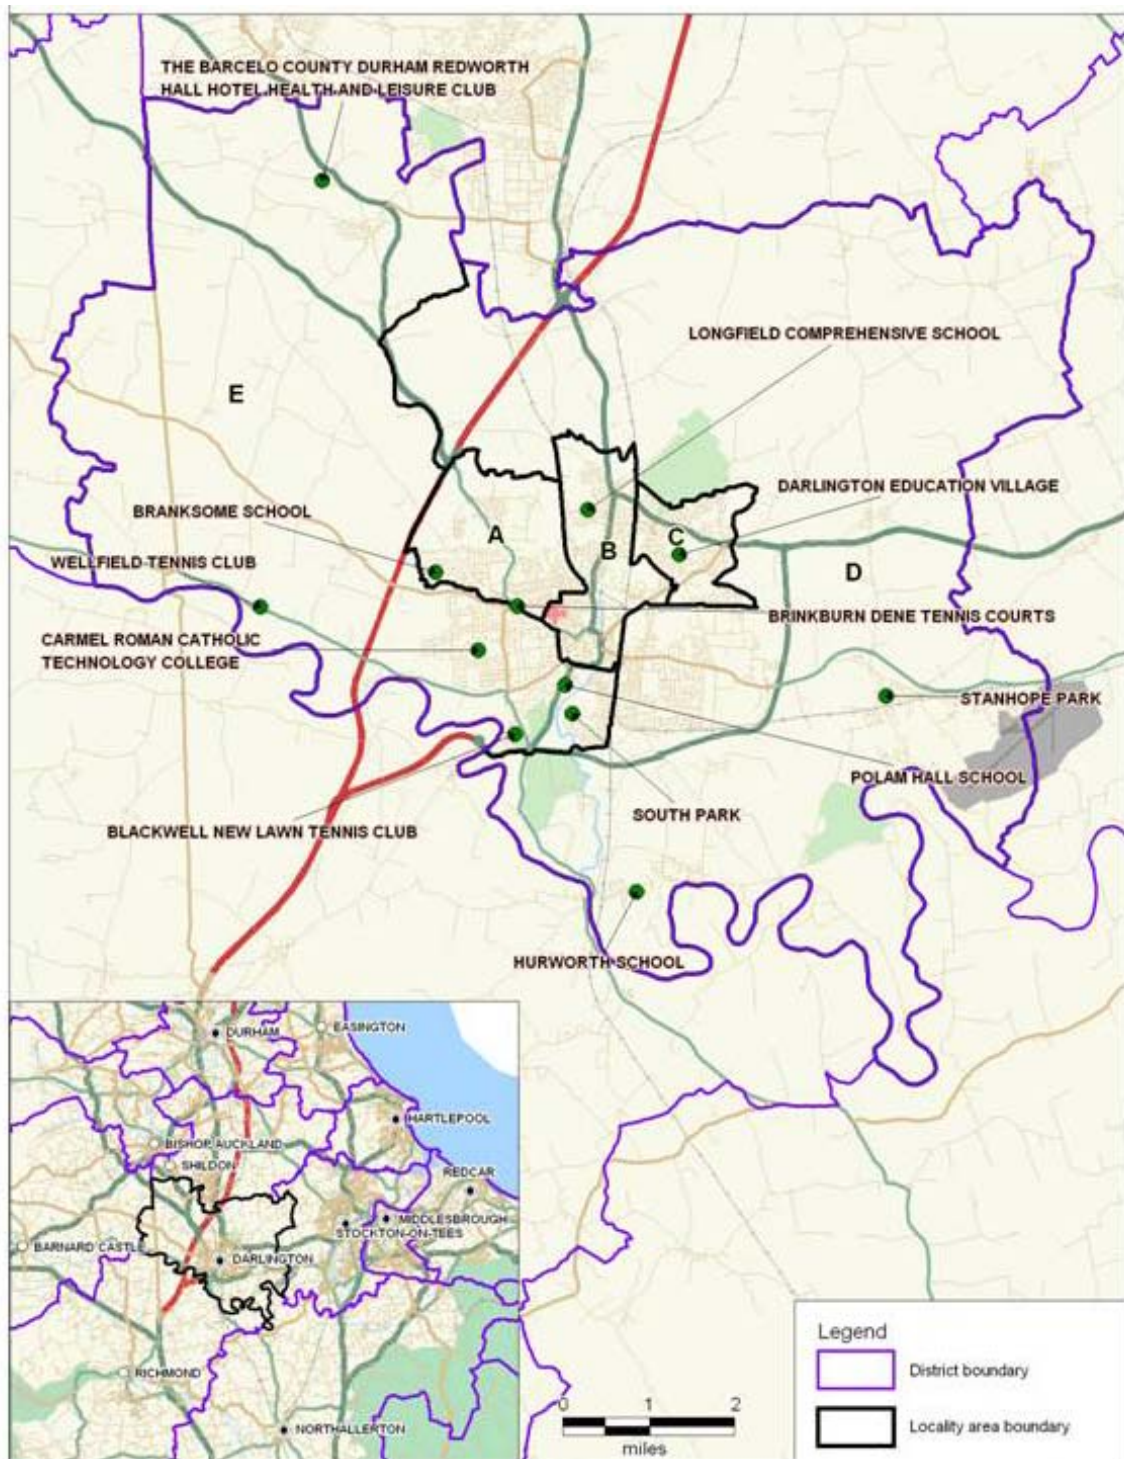 THE BARCELO COUNTY DURHAM REDWORTH
HALL HOTEL HEALTH AND LEISURE CLUB
LONGFIELD COMPREHENSIVE SCHOOL
E
DARLINGTON EDUCATION VILLAGE
BRANKSOME SCHOOL
A
B
C
WELLFIELD TENNIS CLUB
D
BRINKBURN DENE TENNIS COURTS
CARMEL ROMAN CATHOLIC
TECHNOLOGY COLLEGE
STANHOPE PARK
POLAM HALL SCHOOL
SOUTH PARK
BLACKWELL NEW LAWN TENNIS CLUB
HURWORTH SCHOOL
DURHAM
EASINGTON
HARTLEPOOL
BISHOP AUCKLAND
SHILDON
REDCAR
MIDDLESBROUGH
STOCKTON-ON-TEES
BARNARD CASTLE
DARLINGTON
RICHMOND
NORTHALLERTON
0 1 2
miles
Legend
District boundary
Locality area boundary